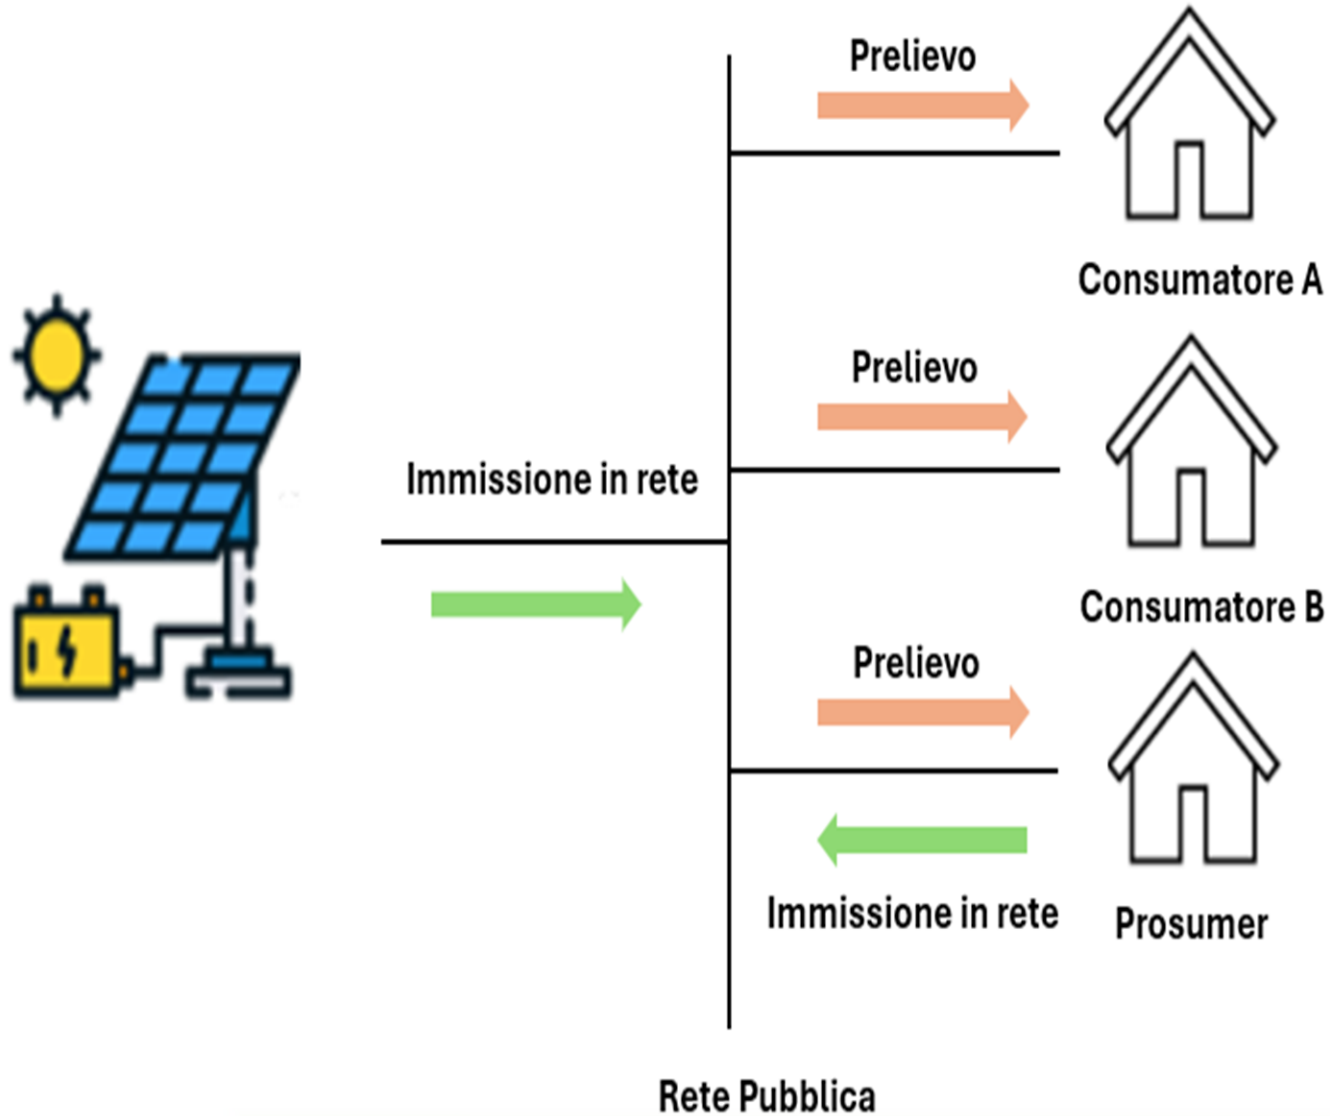 Prelievo
Consumatore A
Prelievo
Immissione in rete
Consumatore B
Prelievo
Immissione in rete
Prosumer
Rete Pubblica